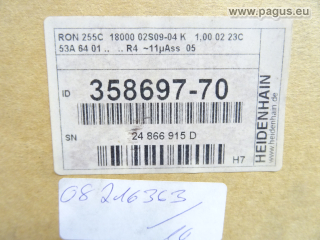 www.pagus.eu
RON 255C 18000 02S09-04 K 1,00 02 23C
53A 64 01 .. .. R4 ~11µAss 05
ID 358697-70
SN 24 866 915 D
H7
HEIDENHAIN
www.heidenhain.de
08 216363
/16